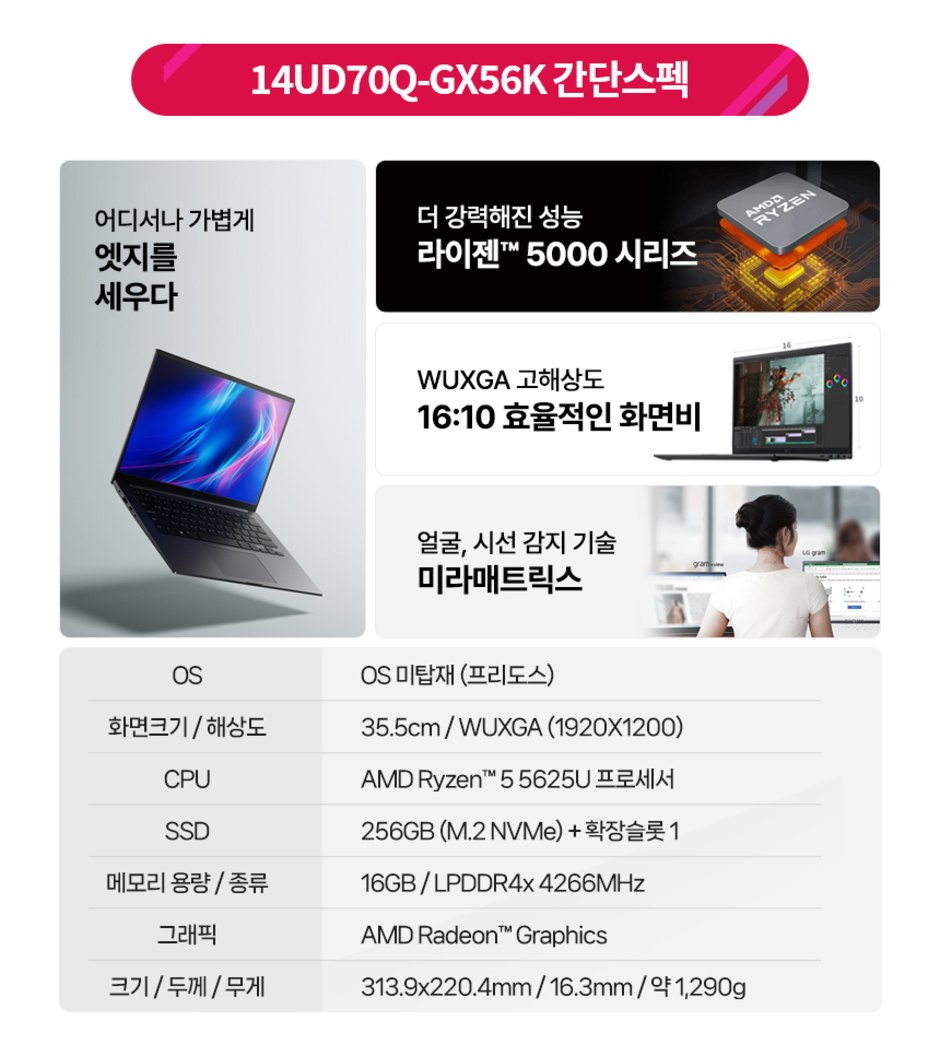 14UD70Q-GX56K 간단스펙
어디서나 가볍게
엣지를
세우다
더 강력해진 성능
라이젠™ 5000 시리즈
AMD
RYZEN
WUXGA 고해상도
16:10 효율적인 화면비
16
10
얼굴, 시선 감지 기술
미라매트릭스
gram +view
LG gram
OS
OS 미탑재 (프리도스)
화면크기 / 해상도
35.5cm / WUXGA (1920X1200)
CPU
AMD Ryzen™ 5 5625U 프로세서
SSD
256GB (M.2 NVMe) + 확장슬롯 1
메모리 용량 / 종류
16GB / LPDDR4x 4266MHz
그래픽
AMD Radeon™ Graphics
크기 / 두께 / 무게
313.9x220.4mm / 16.3mm / 약 1,290g